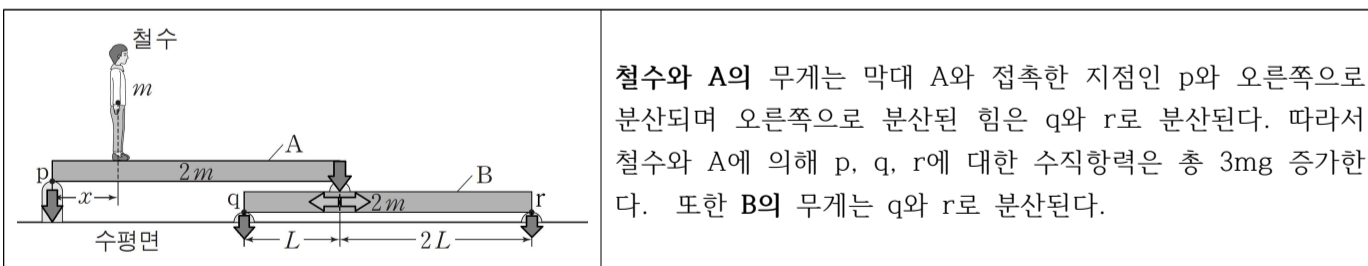 철수
m
A
p
2m
B
x
q
2m
r
수평면
L
2L
철수와 A의 무게는 막대 A와 접촉한 지점인 p와 오른쪽으로
분산되며 오른쪽으로 분산된 힘은 q와 r로 분산된다. 따라서
철수와 A에 의해 p, q, r에 대한 수직항력은 총 3mg 증가한
다. 또한 B의 무게는 q와 r로 분산된다.